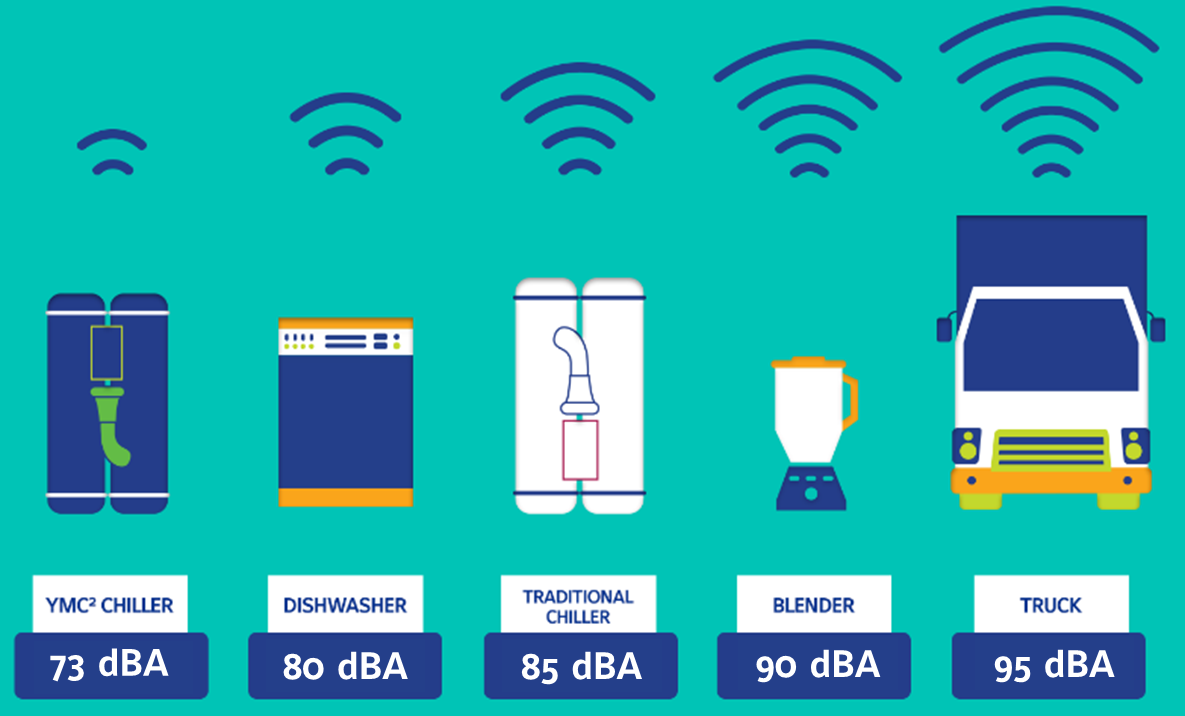 YMC² CHILLER
73 dBA
DISHWASHER
80 dBA
TRADITIONAL
CHILLER
85 dBA
BLENDER
90 dBA
TRUCK
95 dBA